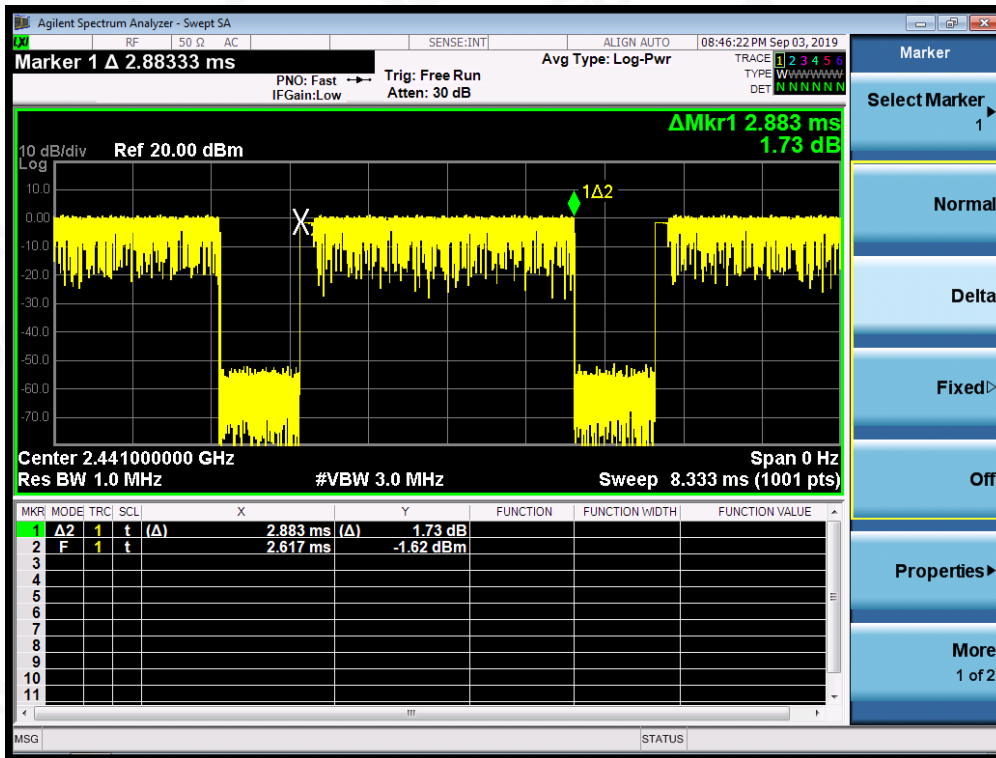 Agilent Spectrum Analyzer - Swept SA
LXI RF 50 Ω AC SENSE:INT ALIGN AUTO 08:46:22 PM Sep 03, 2019
Marker 1 Δ 2.88333 ms
PNO: Fast
IFGain:Low
Trig: Free Run
Atten: 30 dB
Avg Type: Log-Pwr
TRACE 1 2 3 4 5 6
TYPE WWWWWWW
DET N N N N N N
ΔMkr1 2.883 ms
1.73 dB
10 dB/div Ref 20.00 dBm
Log
10.0
0.00
-10.0
-20.0
-30.0
-40.0
-50.0
-60.0
-70.0
1Δ2
Center 2.441000000 GHz Span 0 Hz
Res BW 1.0 MHz #VBW 3.0 MHz Sweep 8.333 ms (1001 pts)
MKR MODE TRC SCL X Y FUNCTION FUNCTION WIDTH FUNCTION VALUE
1 Δ2 1 t (Δ) 2.883 ms (Δ) 1.73 dB
2 F 1 t 2.617 ms -1.62 dBm
3
4
5
6
7
8
9
10
11
MSG STATUS
Marker
Select Marker
1
Normal
Delta
Fixed
Off
Properties
More
1 of 2